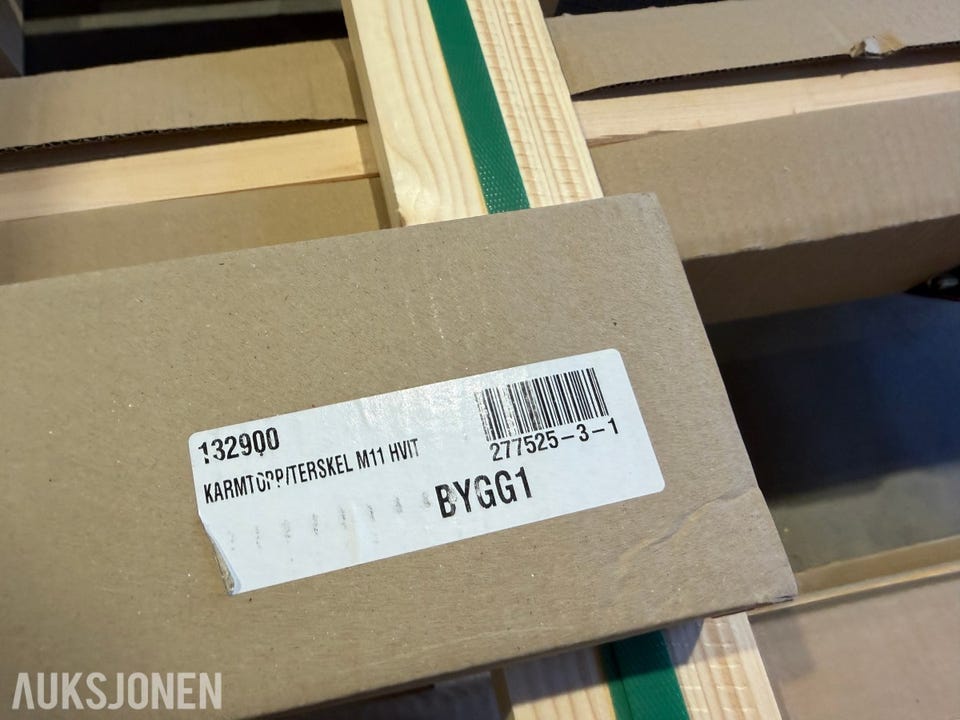 132900
KARMTOPP/TERSKEL M11 HVIT
277525-3-1
BYGG1
AUKSJONEN